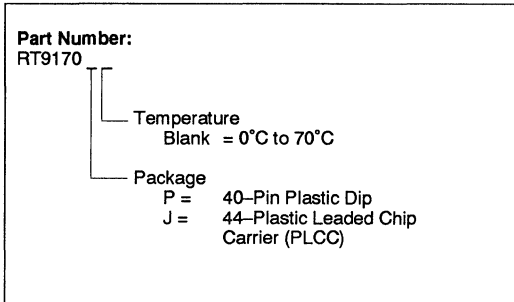 Part Number:
RT9170 _ _
Temperature
Blank = 0°C to 70°C
Package
P = 40–Pin Plastic Dip
J = 44–Plastic Leaded Chip
Carrier (PLCC)